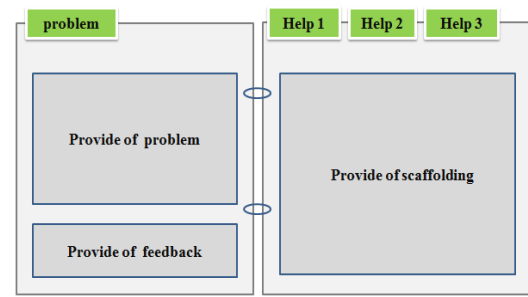 problem
Help 1 Help 2 Help 3
Provide of problem
Provide of scaffolding
Provide of feedback